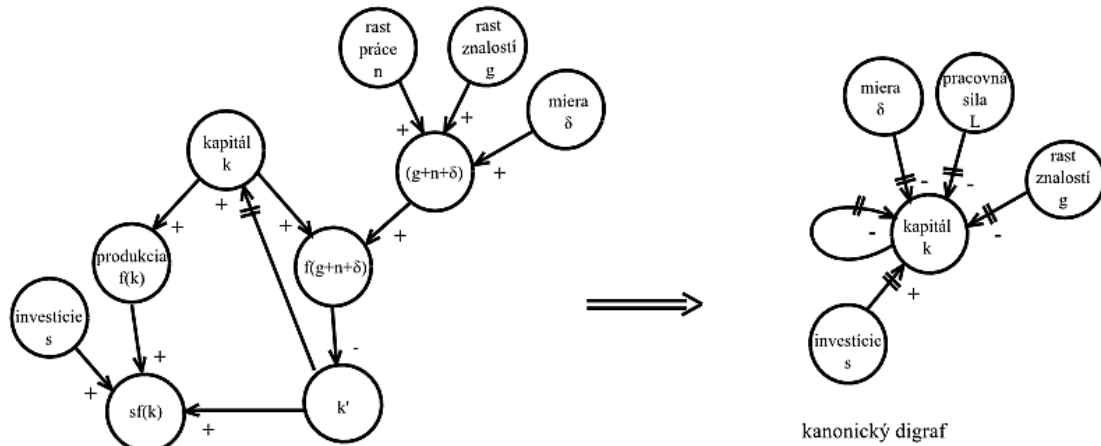 rast
práce
n
rast
znalostí
g
miera
δ
kapitál
k
(g+n+δ)
produkcia
f(k)
f(g+n+δ)
investície
s
sf(k)
k'
+
+
+
+
+
+
+
+
+
-
+
miera
δ
pracovná
sila
L
rast
znalostí
g
kapitál
k
investície
s
-
-
-
-
+
kanonický digraf